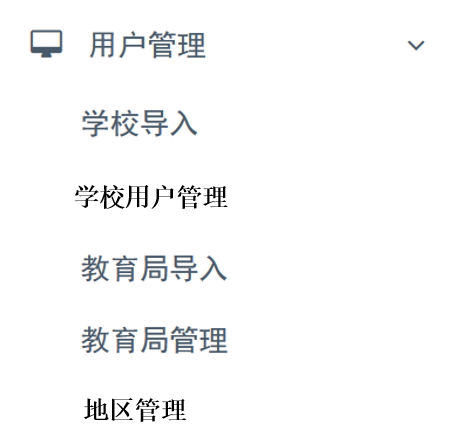 用户管理
学校导入
学校用户管理
教育局导入
教育局管理
地区管理